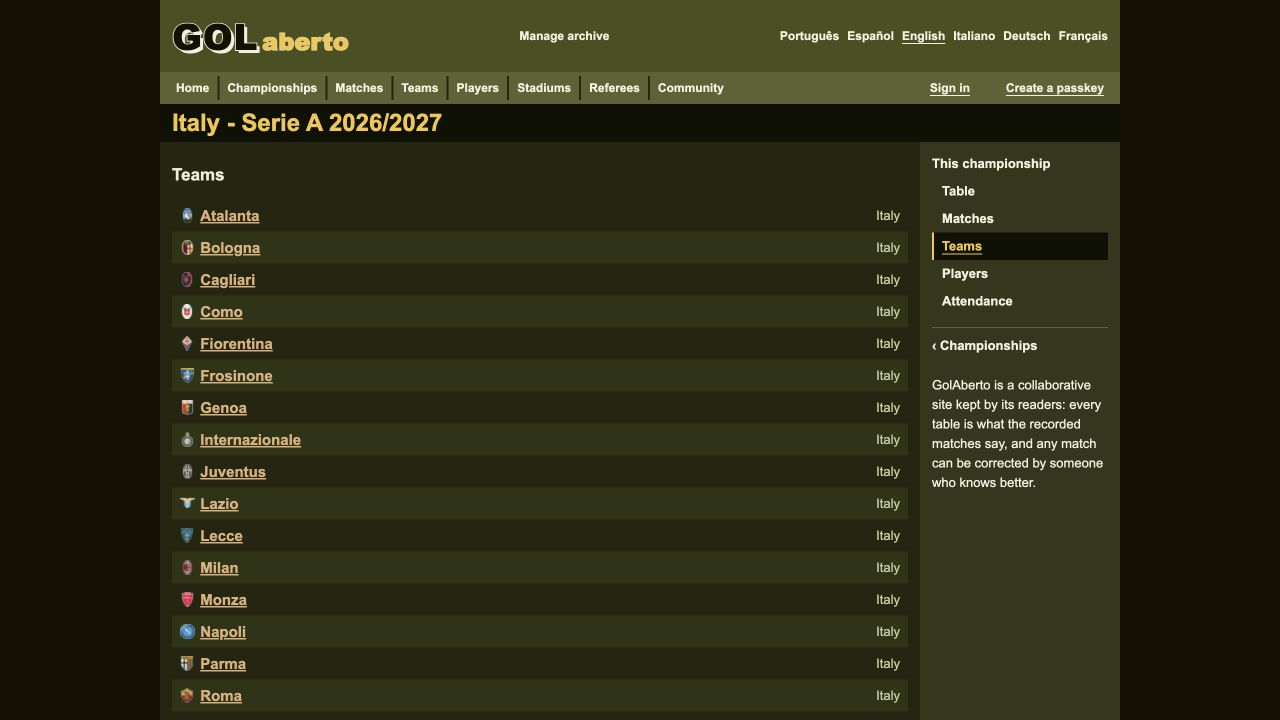 GOLaberto
Manage archive
Português Español English Italiano Deutsch Français
Home Championships Matches Teams Players Stadiums Referees Community
Sign in Create a passkey
Italy - Serie A 2026/2027
Teams
Atalanta Italy
Bologna Italy
Cagliari Italy
Como Italy
Fiorentina Italy
Frosinone Italy
Genoa Italy
Internazionale Italy
Juventus Italy
Lazio Italy
Lecce Italy
Milan Italy
Monza Italy
Napoli Italy
Parma Italy
Roma Italy
This championship
Table
Matches
Teams
Players
Attendance
‹ Championships
GolAberto is a collaborative
site kept by its readers: every
table is what the recorded
matches say, and any match
can be corrected by someone
who knows better.